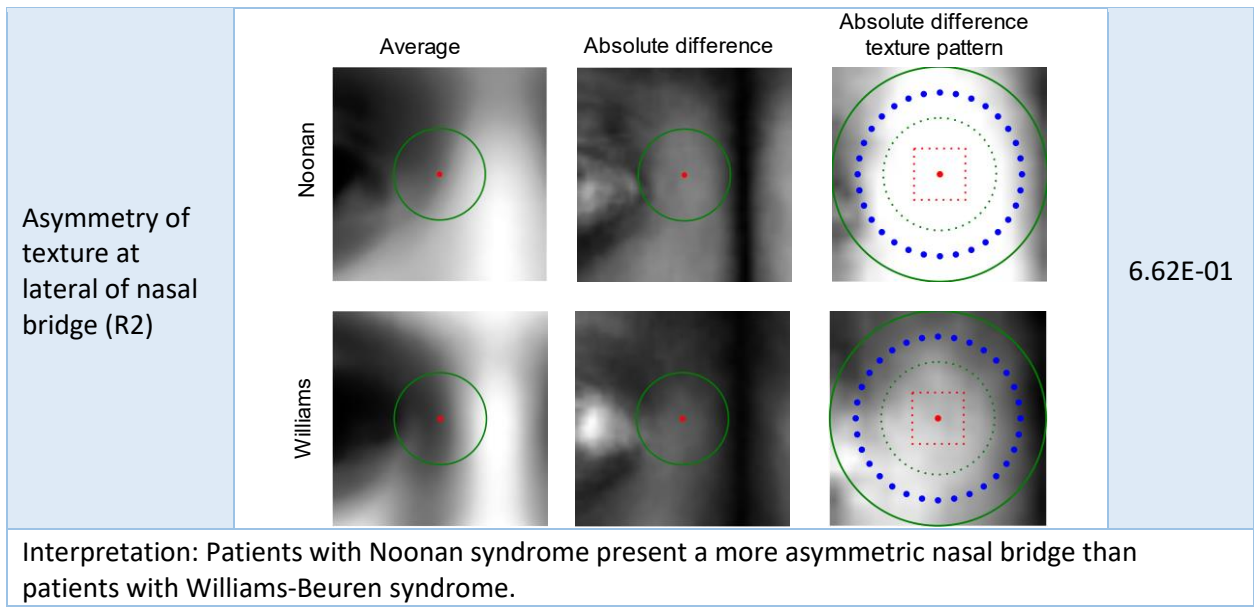 Absolute difference
Average Absolute difference texture pattern
Noonan
Asymmetry of
texture at
lateral of nasal
bridge (R2)
6.62E-01
Williams
Interpretation: Patients with Noonan syndrome present a more asymmetric nasal bridge than
patients with Williams-Beuren syndrome.